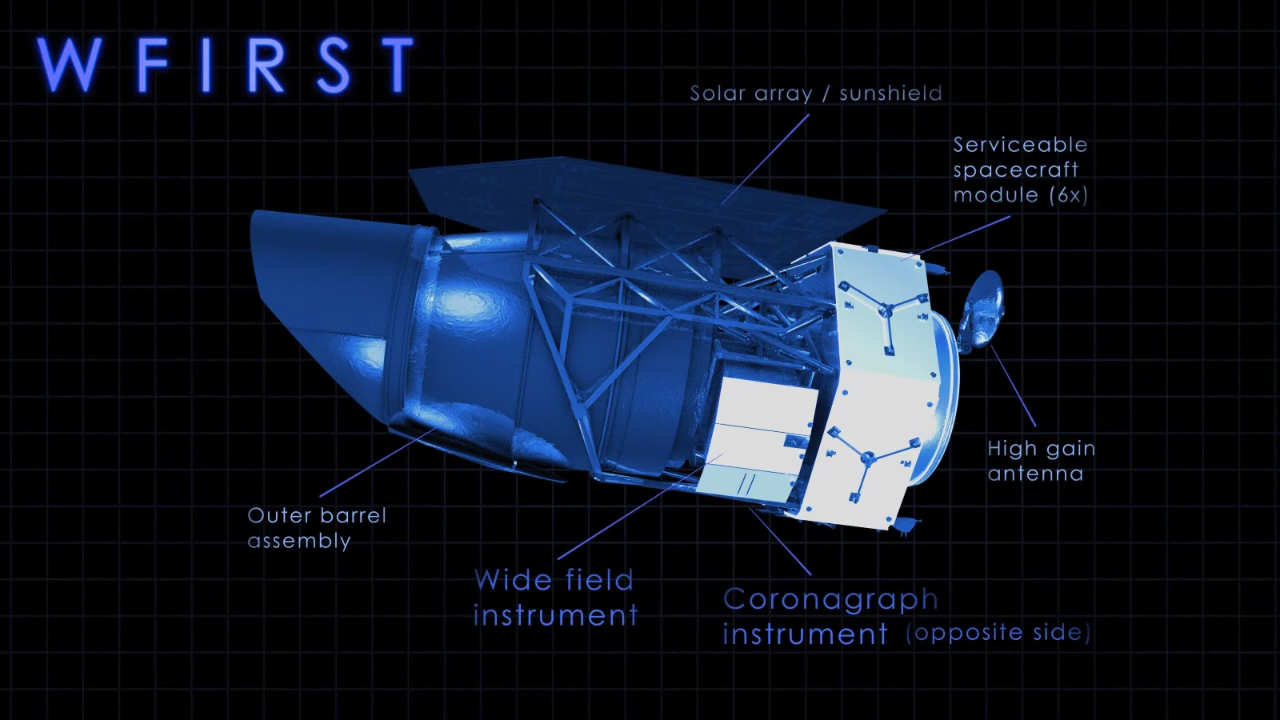 WFIRST
Solar array / sunshield
Serviceable
spacecraft
module (6x)
High gain
antenna
Outer barrel
assembly
Wide field
instrument
Coronagraph
instrument (opposite side)